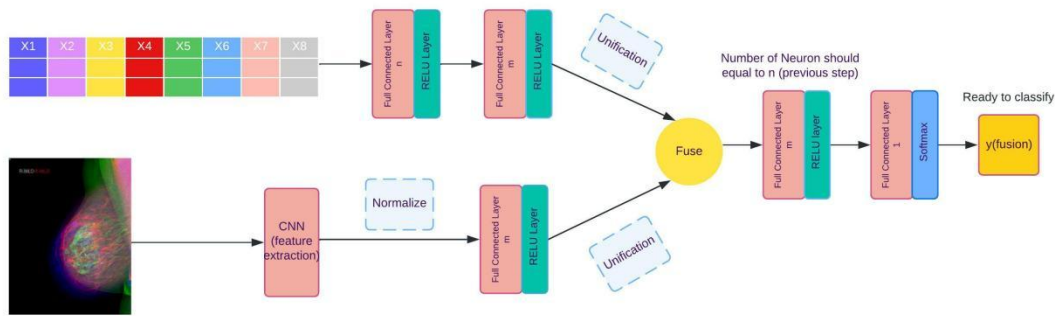 X1 X2 X3 X4 X5 X6 X7 X8
Full Connected Layer
n
RELU Layer
Full Connected Layer
m
RELU Layer
Unification
CNN
(feature
extraction)
Normalize
Full Connected Layer
m
RELU Layer
Unification
Fuse
Number of Neuron should
equal to n (previous step)
Full Connected Layer
m
RELU layer
Full Connected Layer
1
Softmax
Ready to classify
y(fusion)